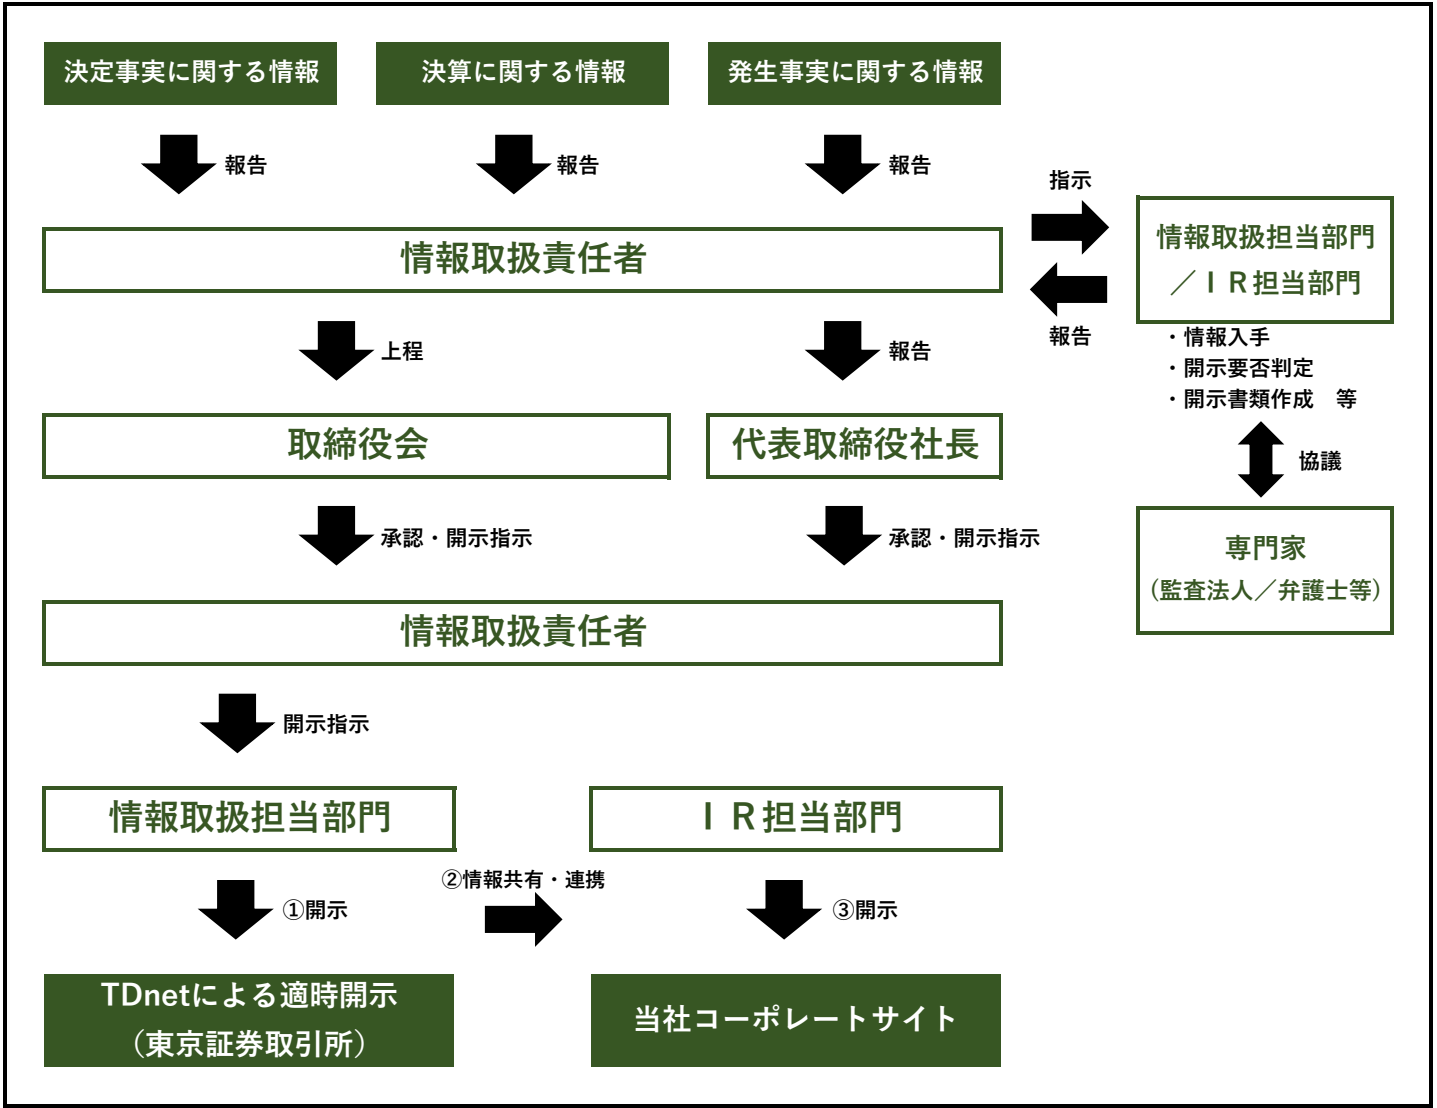 決定事実に関する情報
決算に関する情報
発生事実に関する情報
報告
報告
報告
指示
情報取扱責任者
情報取扱担当部門
／ＩＲ担当部門
報告
・情報入手
・開示要否判定
・開示書類作成　等
上程
報告
取締役会
代表取締役社長
協議
承認・開示指示
承認・開示指示
専門家
（監査法人／弁護士等）
情報取扱責任者
開示指示
情報取扱担当部門
ＩＲ担当部門
①開示
②情報共有・連携
③開示
TDnetによる適時開示
（東京証券取引所）
当社コーポレートサイト